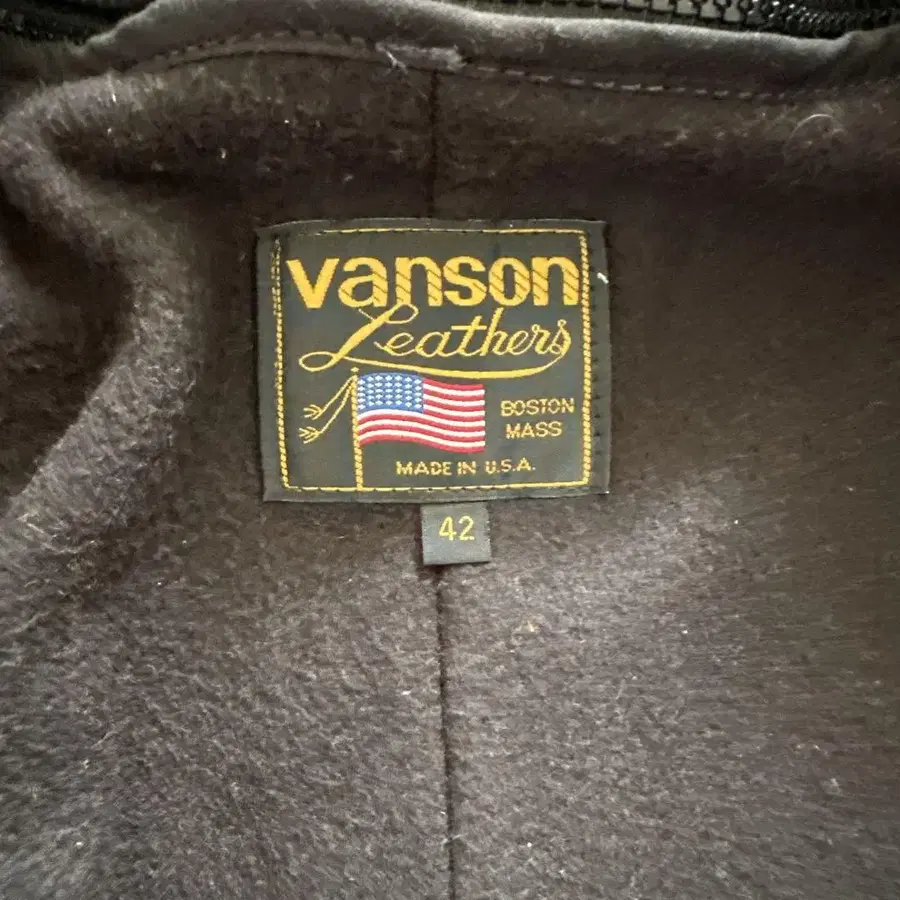 vanson
Leathers
BOSTON
MASS
MADE IN U.S.A.
42